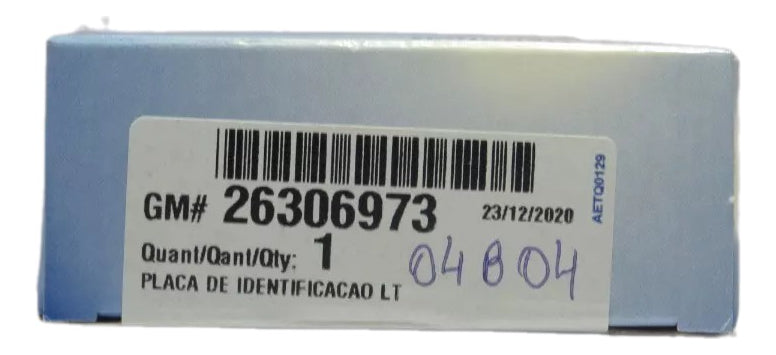 GM# 26306973 23/12/2020
AETQ0129
Quant/Qant/Qty: 1
04B04
PLACA DE IDENTIFICACAO LT